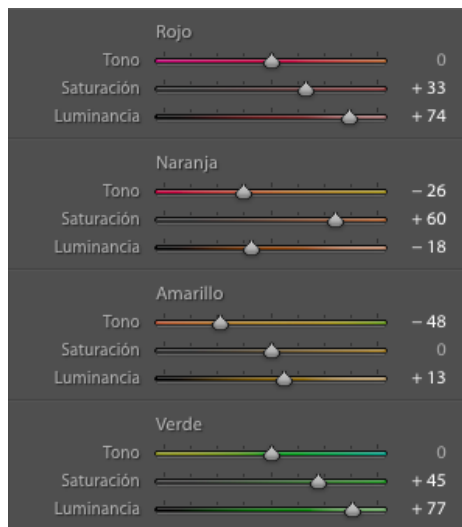 Rojo
Tono 0
Saturación + 33
Luminancia + 74
Naranja
Tono − 26
Saturación + 60
Luminancia − 18
Amarillo
Tono − 48
Saturación 0
Luminancia + 13
Verde
Tono 0
Saturación + 45
Luminancia + 77